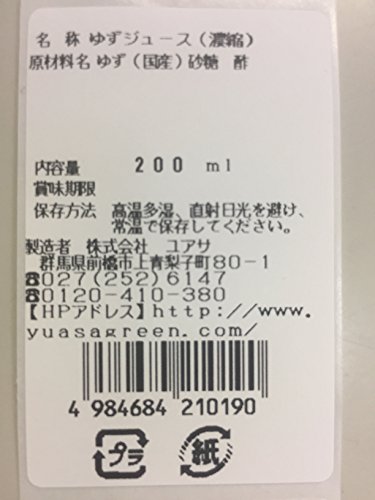 名 称 ゆずジュース(濃縮)
原材料名 ゆず(国産)砂糖 酢
内容量 200 ml
賞味期限
保存方法 高温多湿、直射日光を避け、
常温で保存してください。
製造者 株式会社 ユアサ
群馬県前橋市上青梨子町80-1
☎027(252)6147
☎0120-410-380
【HPアドレス】http://www.
yuasagreen.com/
4 984684 210190
プラ 紙